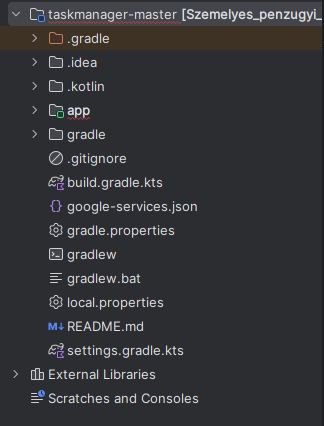 taskmanager-master [Szemelyes_penzugyi_
.gradle
.idea
.kotlin
app
gradle
.gitignore
build.gradle.kts
google-services.json
gradle.properties
gradlew
gradlew.bat
local.properties
M↓ README.md
settings.gradle.kts
External Libraries
Scratches and Consoles